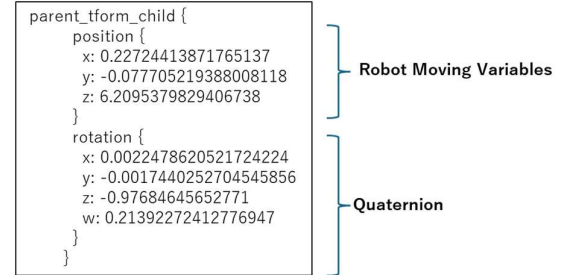 parent_tform_child {
position {
x: 0.22724413871765137
y: -0.077705219388008118
z: 6.2095379829406738
}
rotation {
x: 0.0022478620521724224
y: -0.0017440252704545856
z: -0.97684645652771
w: 0.21392272412776947
}
}
Robot Moving Variables
Quaternion